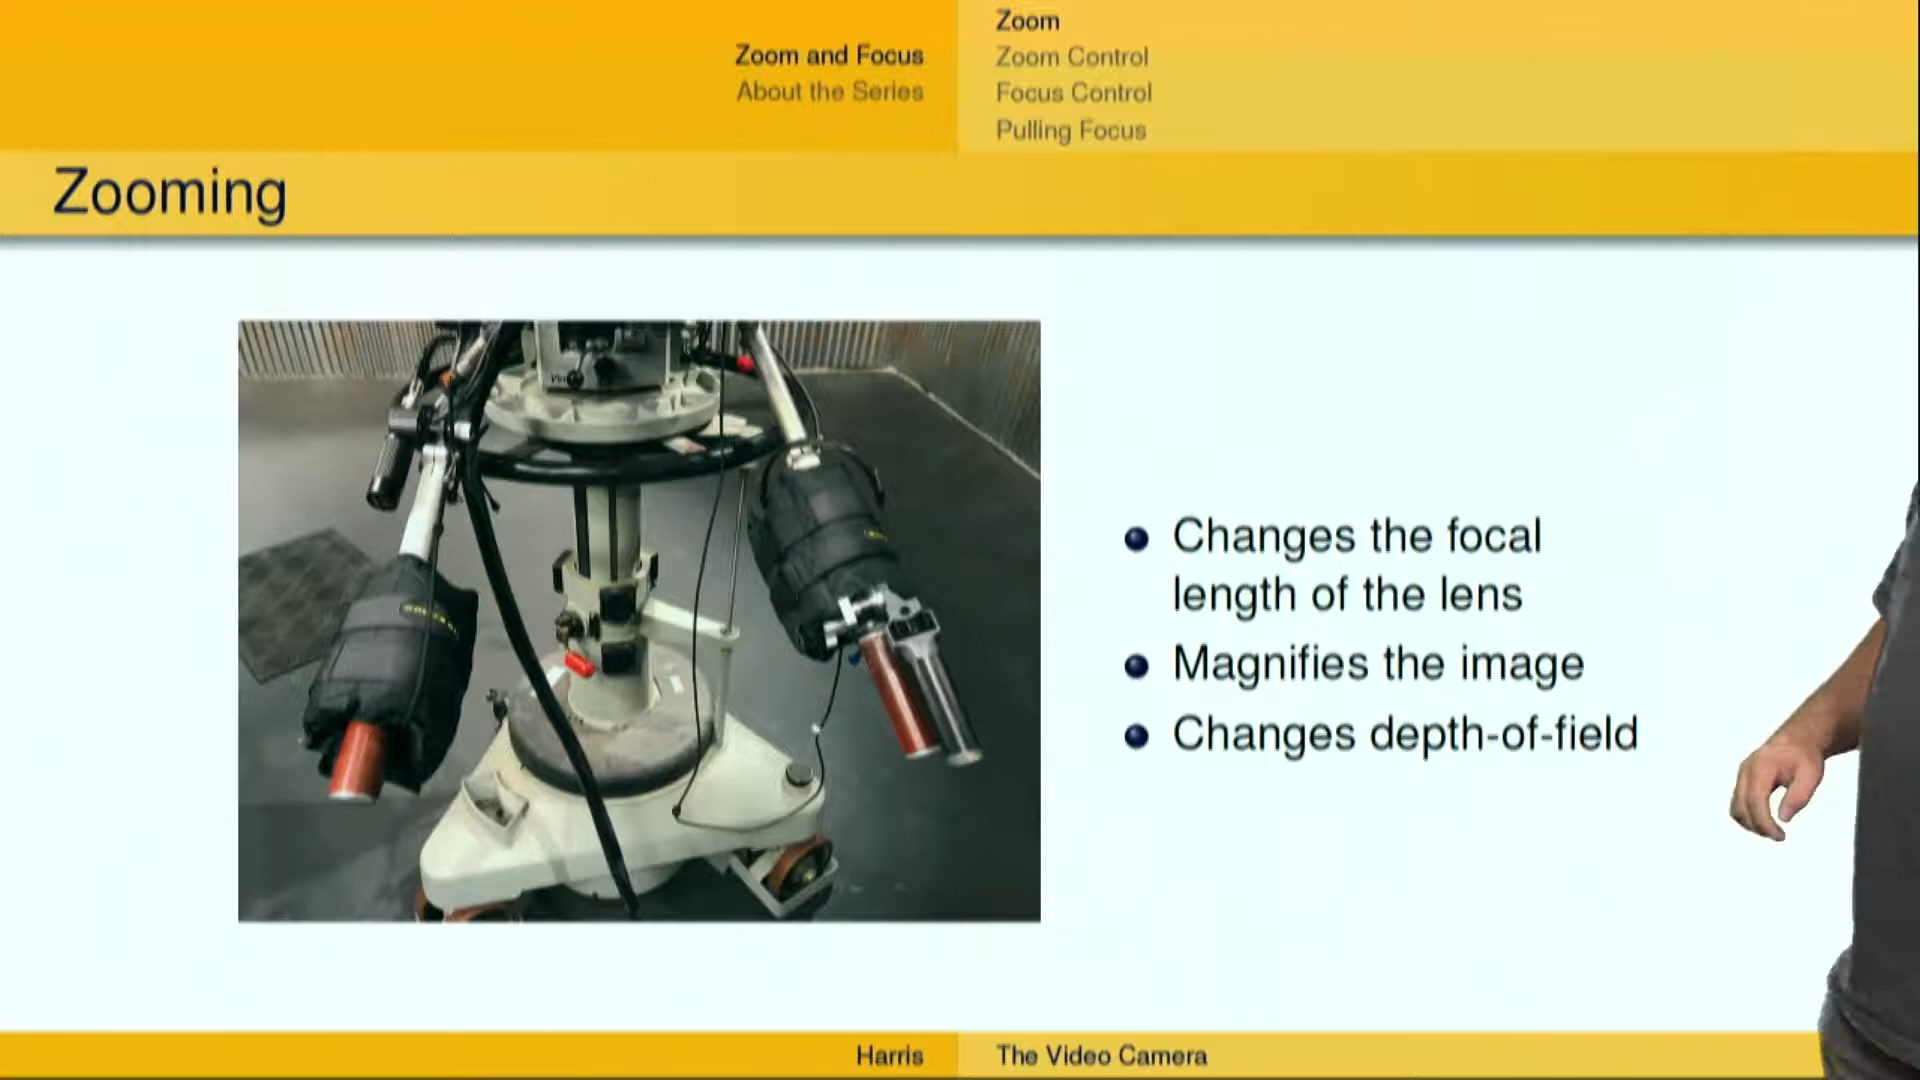 Zoom and Focus
About the Series
Zoom
Zoom Control
Focus Control
Pulling Focus
Zooming
Changes the focal
length of the lens
Magnifies the image
Changes depth-of-field
Harris
The Video Camera